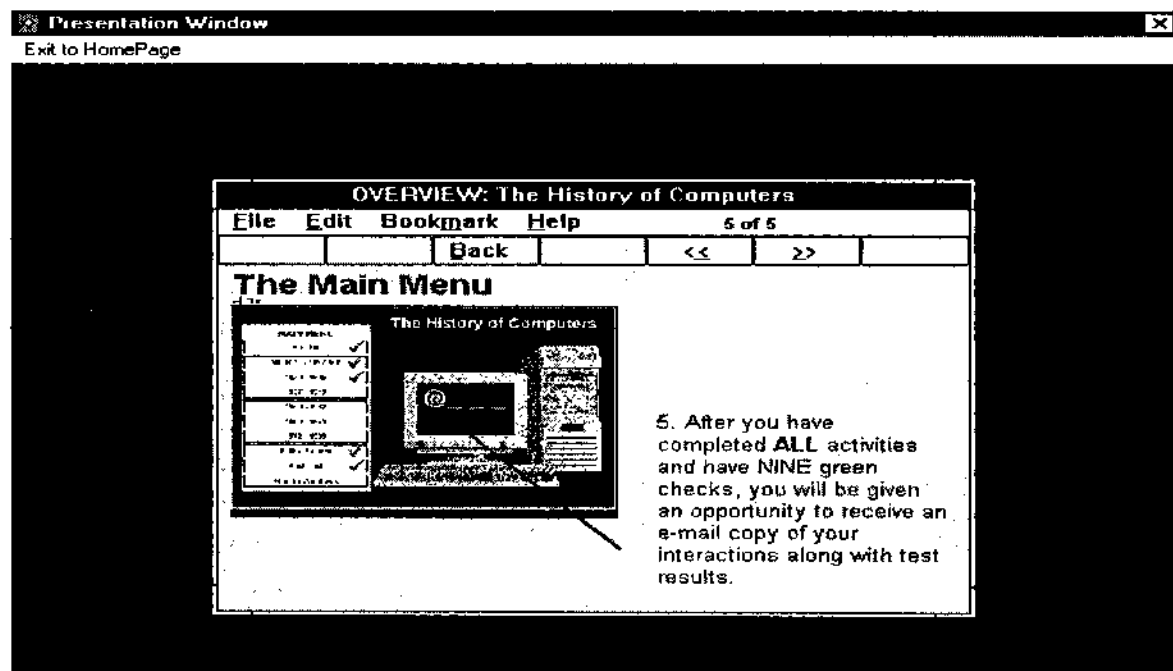 Presentation Window
Exit to HomePage
OVERVIEW: The History of Computers
File Edit Bookmark Help 5 of 5
Back << >>
The Main Menu
The History of Computers
MAIN MENU
@
5. After you have
completed ALL activities
and have NINE green
checks, you will be given
an opportunity to receive an
e-mail copy of your
interactions along with test
results.